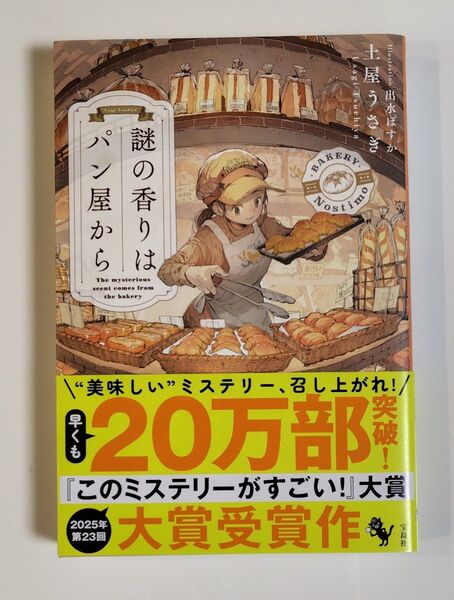 Illustration 出水ぽすか
土屋うさぎ
Usagi Tsuchiya
謎の香りは
パン屋から
The mysterious
scent comes from
the bakery
BAKERY
Nostimo
“美味しい”ミステリー、召し上がれ!
早くも
20万部
突破!
『このミステリーがすごい!』大賞
2025年
第23回
大賞受賞作
宝島社